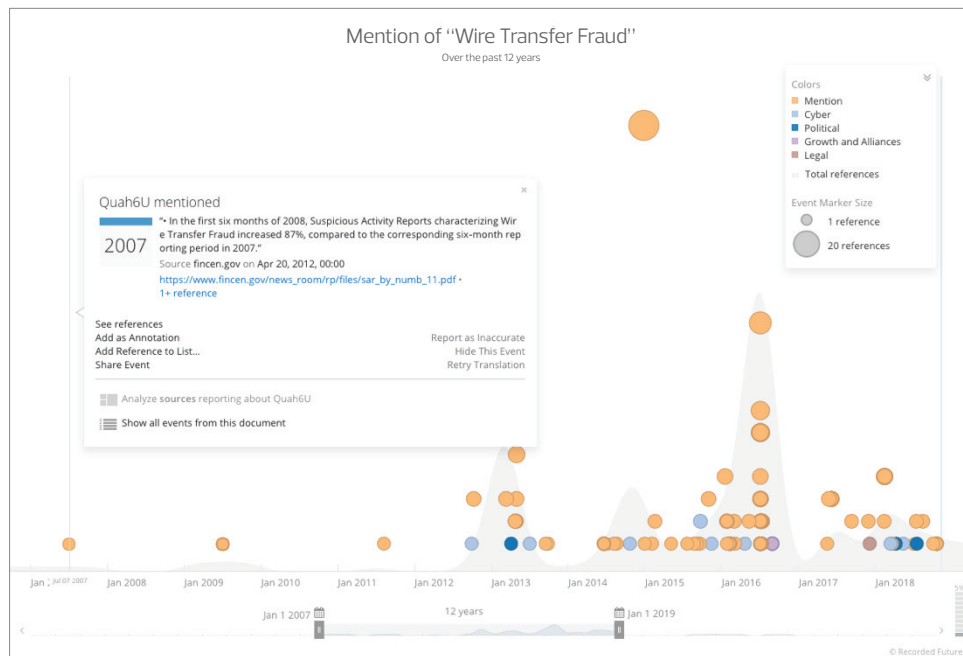 Mention of “Wire Transfer Fraud”
Over the past 12 years
Colors
Mention
Cyber
Political
Growth and Alliances
Legal
Total references
Event Marker Size
1 reference
20 references
Quah6U mentioned
×
2007
"• In the first six months of 2008, Suspicious Activity Reports characterizing Wir
e Transfer Fraud increased 87%, compared to the corresponding six-month rep
orting period in 2007."
Source fincen.gov on Apr 20, 2012, 00:00
https://www.fincen.gov/news_room/rp/files/sar_by_numb_11.pdf •
1+ reference
See references
Add as Annotation
Report as Inaccurate
Add Reference to List...
Hide This Event
Share Event
Retry Translation
Analyze sources reporting about Quah6U
Show all events from this document
Jan Jul 07 2007 Jan 2008 Jan 2009 Jan 2010 Jan 2011 Jan 2012 Jan 2013 Jan 2014 Jan 2015 Jan 2016 Jan 2017 Jan 2018
5%
Jan 1 2007 12 years Jan 1 2019
© Recorded Future